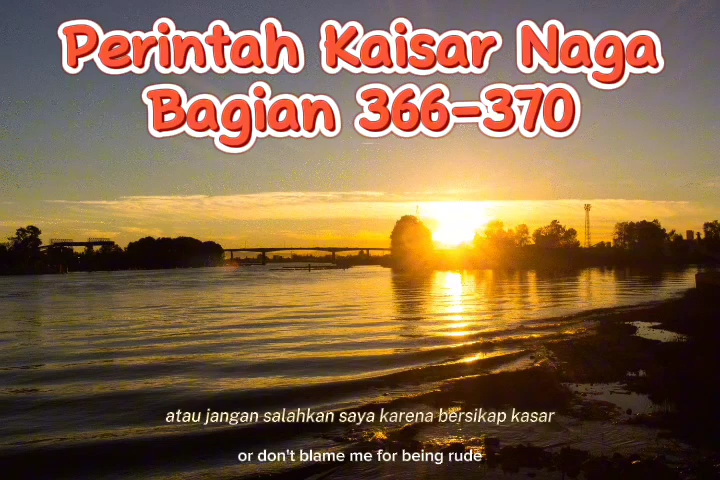 Perintah Kaisar Naga
Bagian 366-370
atau jangan salahkan saya karena bersikap kasar
or don't blame me for being rude